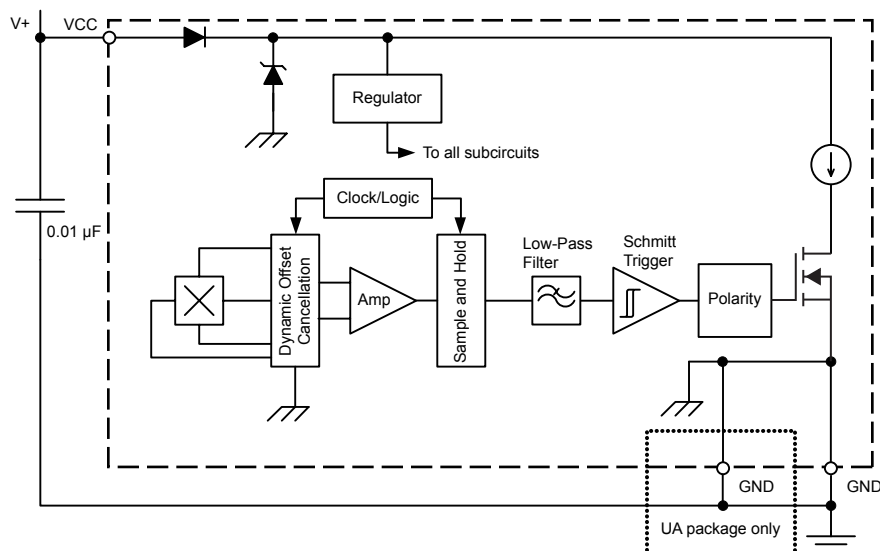 V+
VCC
Regulator
To all subcircuits
Clock/Logic
0.01 µF
Dynamic Offset
Cancellation
Amp
Sample and Hold
Low-Pass
Filter
Schmitt
Trigger
Polarity
GND
GND
UA package only